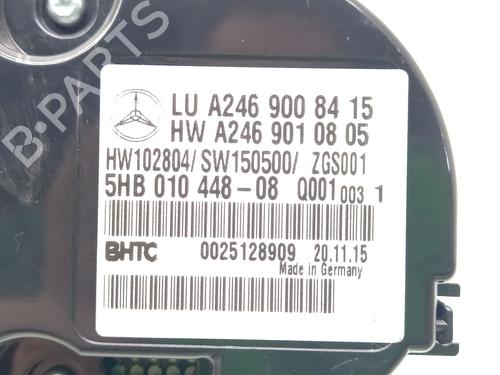 LU A246 900 84 15
HW A246 901 08 05
HW102804/ SW150500/ ZGS001
5HB 010 448-08 Q001 003 1
BHTC 0025128909 20.11.15
Made in Germany
B-PARTS